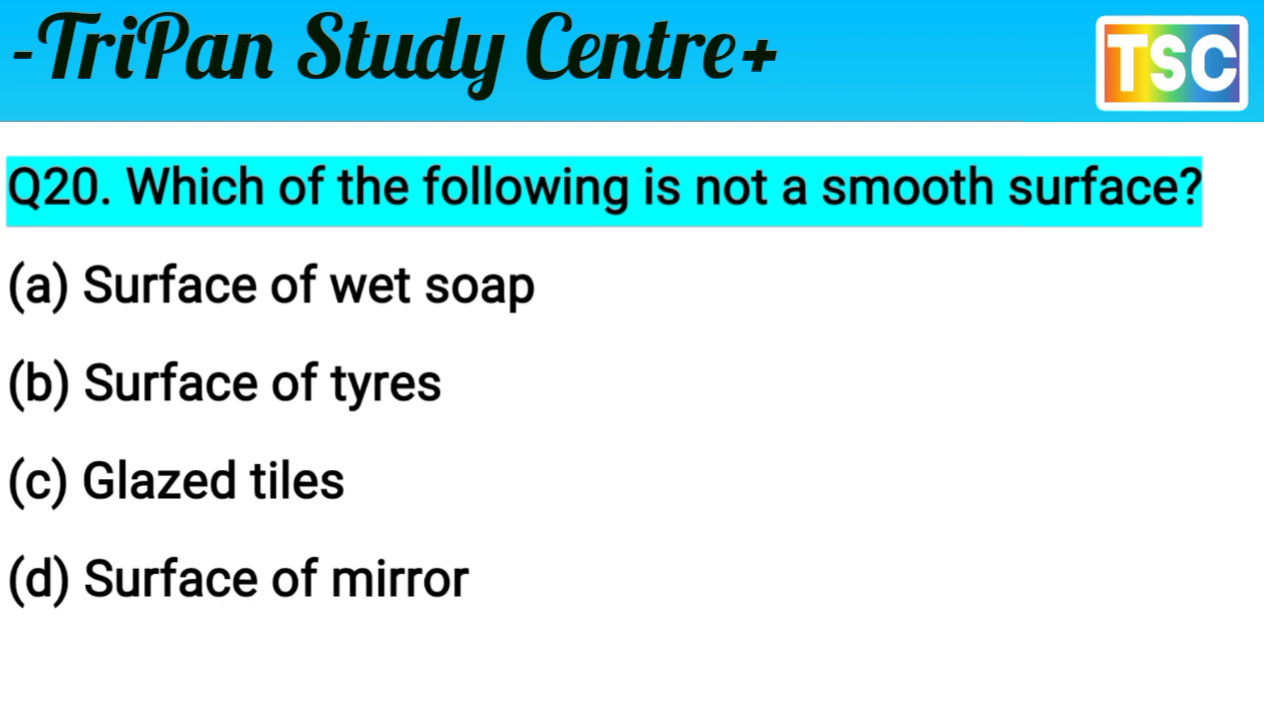 -TriPan Study Centre+
TSC
Q20. Which of the following is not a smooth surface?
(a) Surface of wet soap
(b) Surface of tyres
(c) Glazed tiles
(d) Surface of mirror